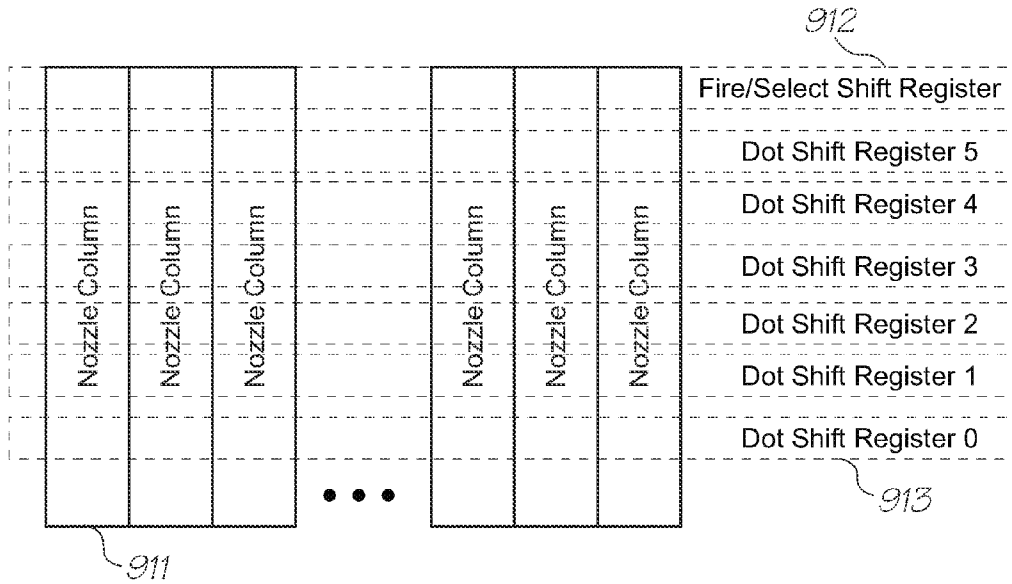 912
Fire/Select Shift Register
Dot Shift Register 5
Dot Shift Register 4
Dot Shift Register 3
Dot Shift Register 2
Dot Shift Register 1
Dot Shift Register 0
Nozzle Column
Nozzle Column
Nozzle Column
Nozzle Column
Nozzle Column
Nozzle Column
913
911